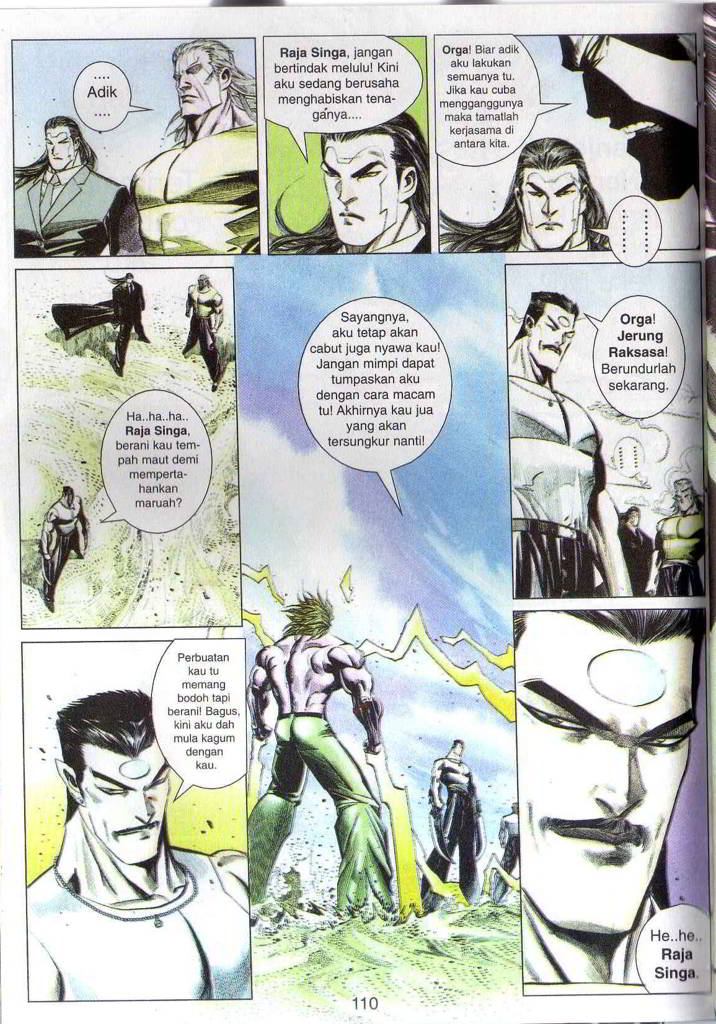 ....
Adik
....
Raja Singa, jangan
bertindak melulu! Kini
aku sedang berusaha
menghabiskan tena-
ganya....
Orga! Biar adik
aku lakukan
semuanya tu.
Jika kau cuba
mengganggunya
maka tamatlah
kerjasama di
antara kita.
Ha..ha..ha..
Raja Singa,
berani kau tem-
pah maut demi
memperta-
hankan
maruah?
Sayangnya,
aku tetap akan
cabut juga nyawa kau!
Jangan mimpi dapat
tumpaskan aku
dengan cara macam
tu! Akhirnya kau jua
yang akan
tersungkur nanti!
Orga!
Jerung
Raksasa!
Berundurlah
sekarang.
Perbuatan
kau tu
memang
bodoh tapi
berani! Bagus,
kini aku dah
mula kagum
dengan
kau.
He..he..
Raja
Singa.
110